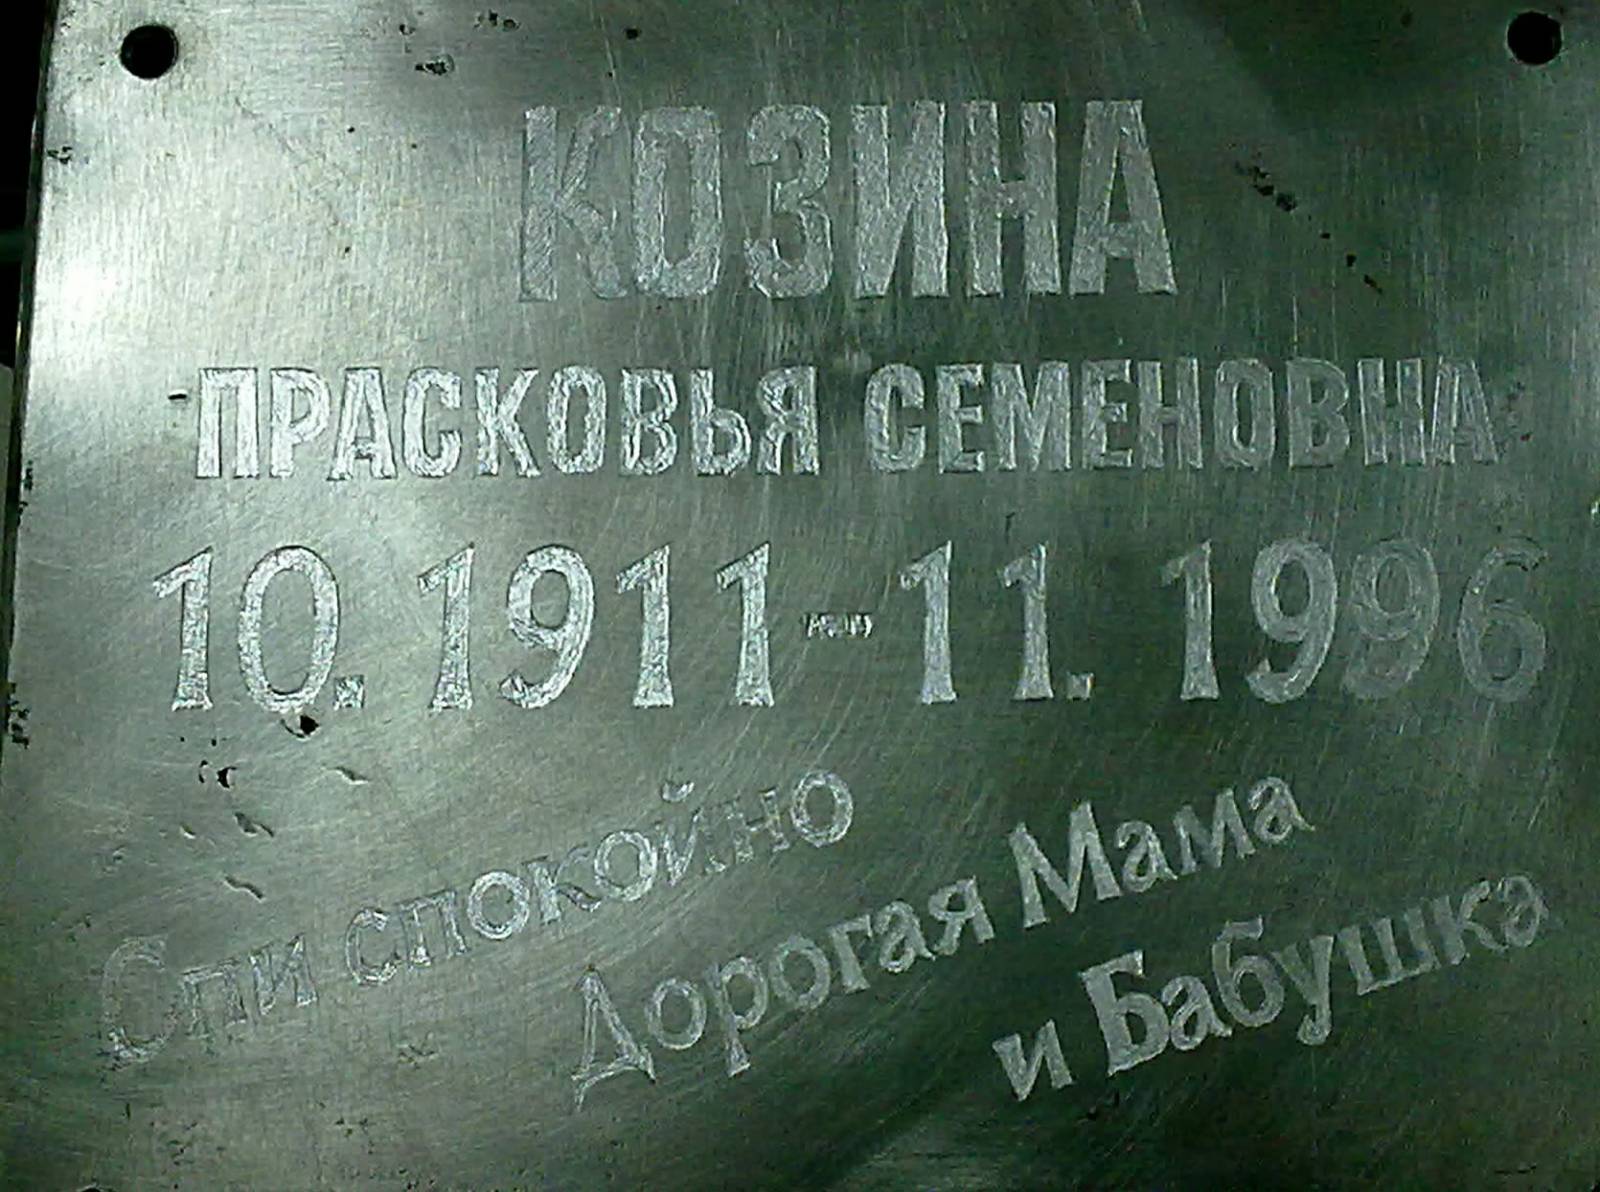 КОЗИНА
ПРАСКОВЬЯ СЕМЕНОВНА
10.1911-11.1996
Спи спокойно
Дорогая Мама
и Бабушка